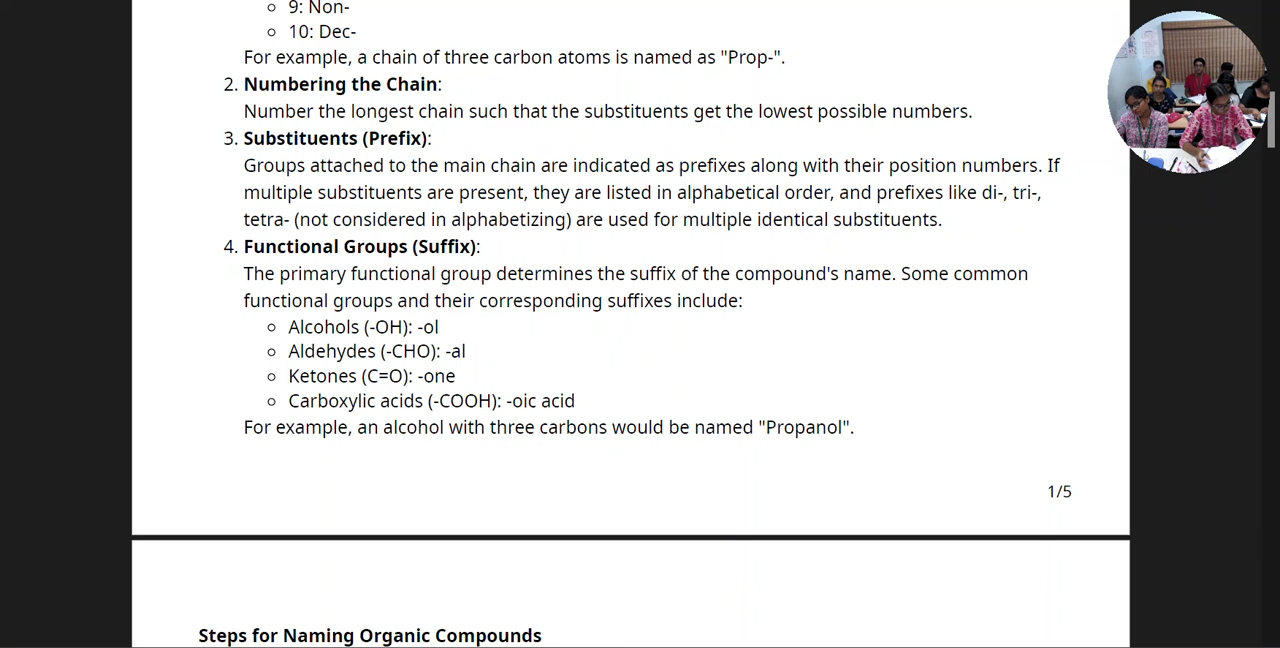 9: Non-
10: Dec-
For example, a chain of three carbon atoms is named as "Prop-".
2. Numbering the Chain:
Number the longest chain such that the substituents get the lowest possible numbers.
3. Substituents (Prefix):
Groups attached to the main chain are indicated as prefixes along with their position numbers. If
multiple substituents are present, they are listed in alphabetical order, and prefixes like di-, tri-,
tetra- (not considered in alphabetizing) are used for multiple identical substituents.
4. Functional Groups (Suffix):
The primary functional group determines the suffix of the compound's name. Some common
functional groups and their corresponding suffixes include:
Alcohols (-OH): -ol
Aldehydes (-CHO): -al
Ketones (C=O): -one
Carboxylic acids (-COOH): -oic acid
For example, an alcohol with three carbons would be named "Propanol".
1/5
Steps for Naming Organic Compounds